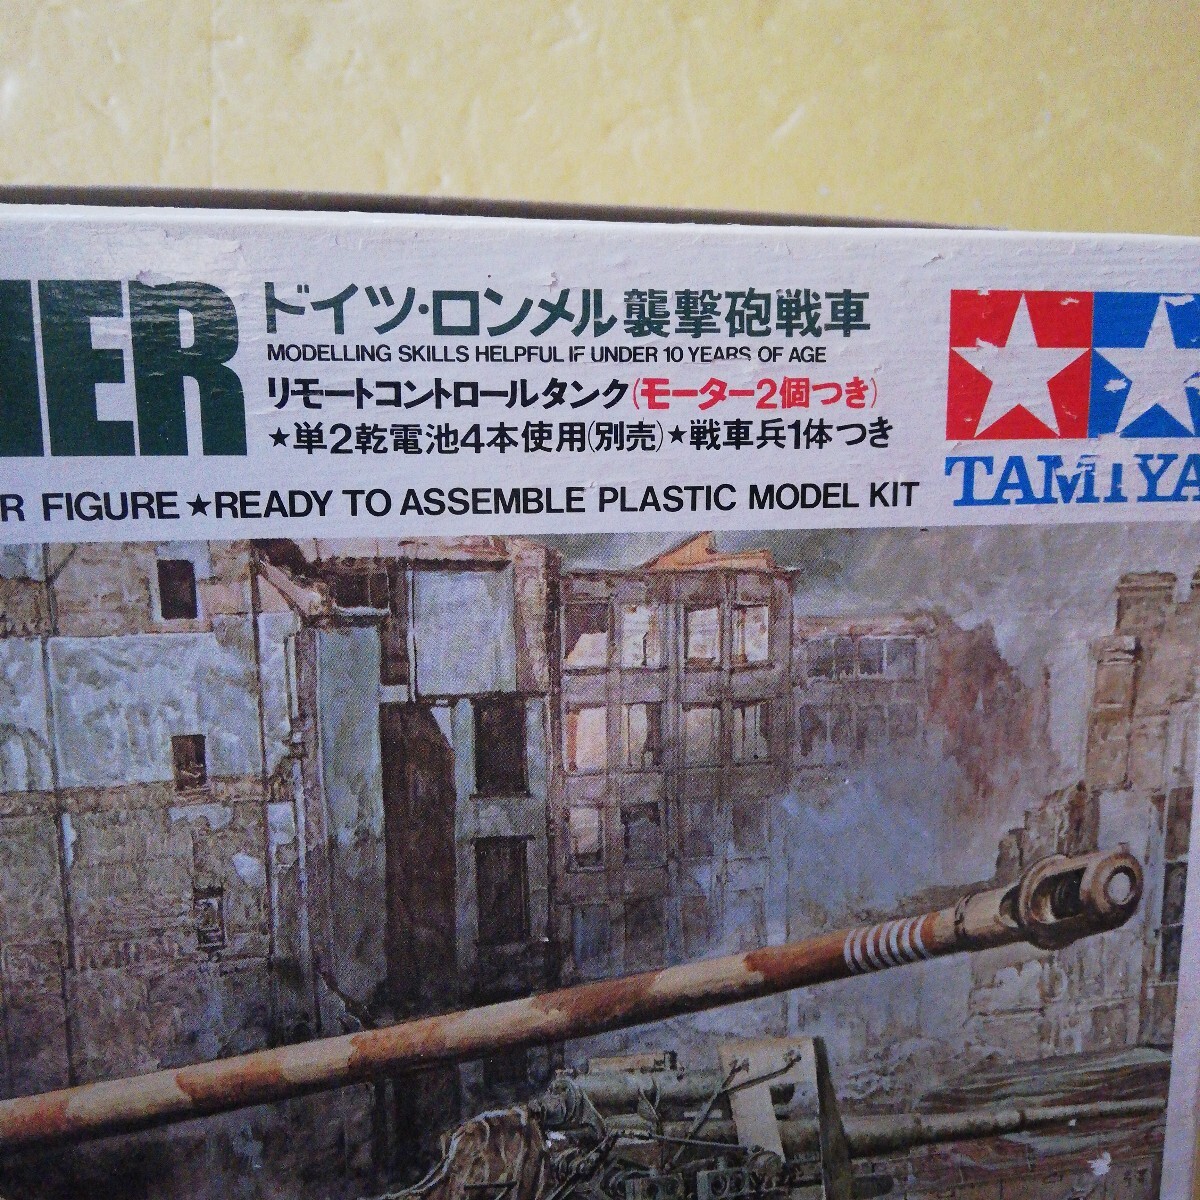 ドイツ・ロンメル襲撃砲戦車
MODELLING SKILLS HELPFUL IF UNDER 10 YEARS OF AGE
リモートコントロールタンク(モーター2個つき)
★単2乾電池4本使用(別売)★戦車兵1体つき
R FIGURE★READY TO ASSEMBLE PLASTIC MODEL KIT
TAMIYA